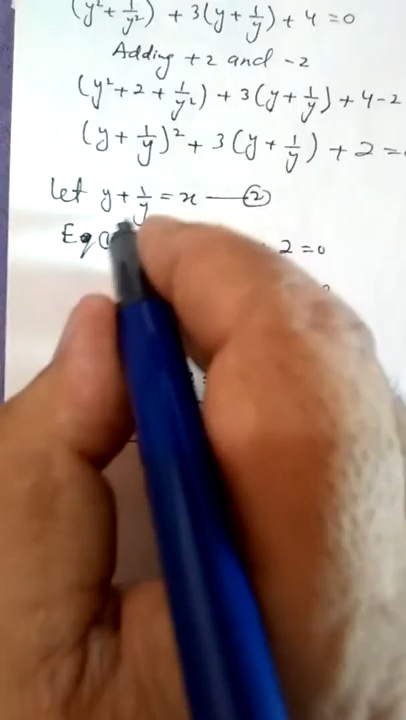 (y² + 1/y²) + 3(y + 1/y) + 4 = 0
Adding +2 and -2
(y² + 2 + 1/y²) + 3(y + 1/y) + 4 - 2
(y + 1/y)² + 3(y + 1/y) + 2 =
Let y + 1/y = x — ②
Eq
2 = 0